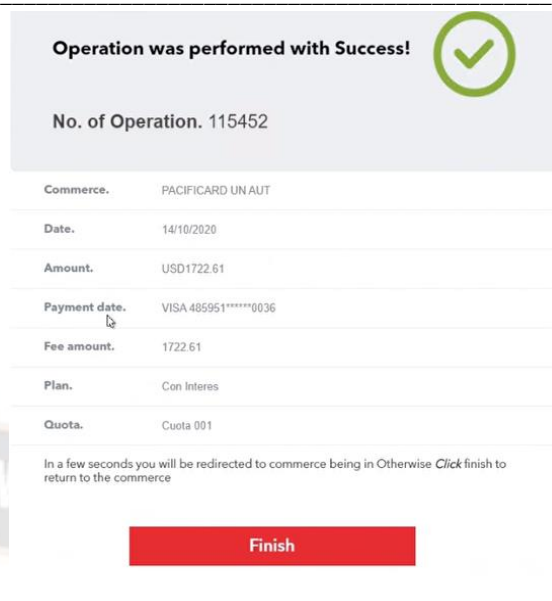 Operation was performed with Success!
No. of Operation. 115452
Commerce. PACIFICARD UN AUT
Date. 14/10/2020
Amount. USD1722.61
Payment date. VISA 485951******0036
Fee amount. 1722.61
Plan. Con Interes
Quota. Cuota 001
In a few seconds you will be redirected to commerce being in Otherwise Click finish to
return to the commerce
Finish